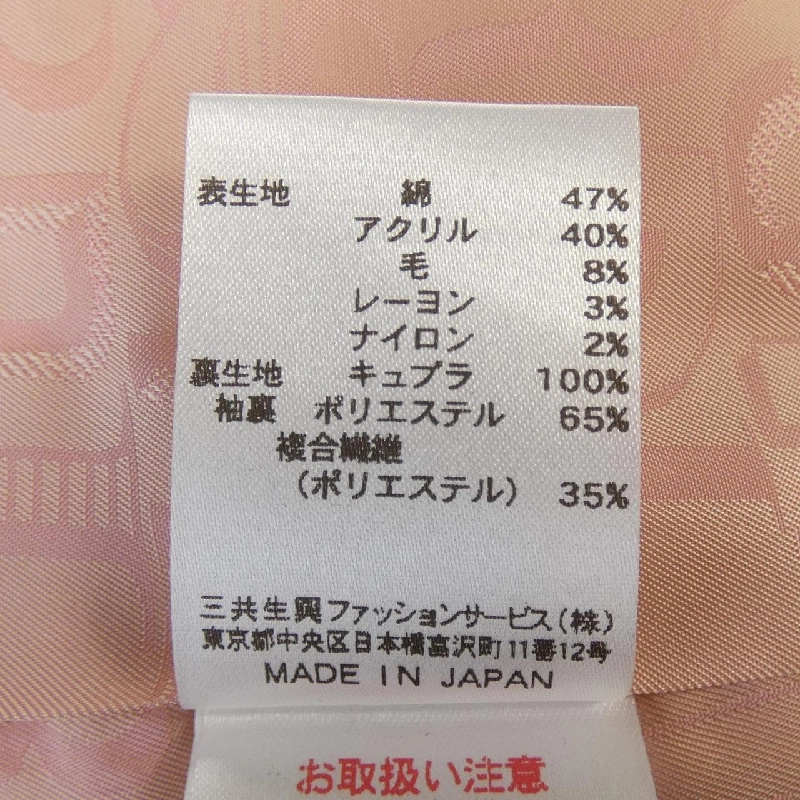 表生地 綿 47%
アクリル 40%
毛 8%
レーヨン 3%
ナイロン 2%
裏生地 キュプラ 100%
袖裏 ポリエステル 65%
複合繊維
(ポリエステル) 35%
三共生興ファッションサービス(株)
東京都中央区日本橋富沢町11番12号
MADE IN JAPAN
お取扱い注意